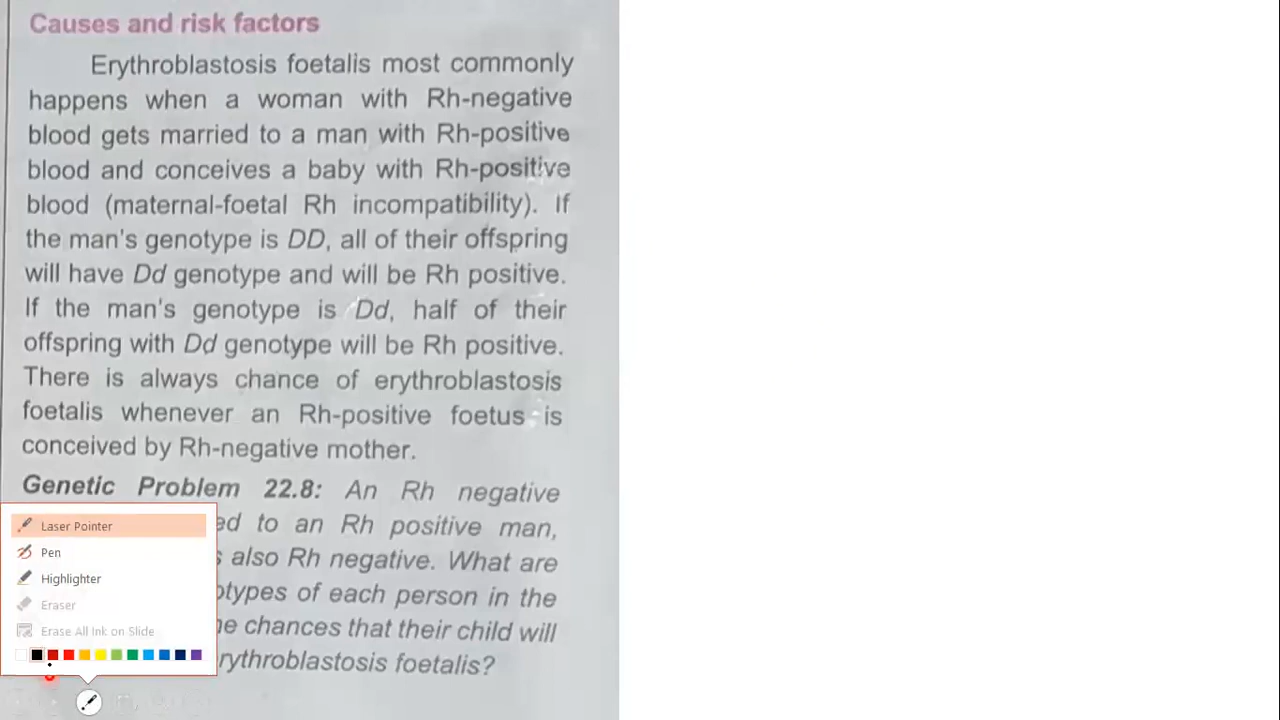 Causes and risk factors
Erythroblastosis foetalis most commonly
happens when a woman with Rh-negative
blood gets married to a man with Rh-positive
blood and conceives a baby with Rh-positive
blood (maternal-foetal Rh incompatibility). If
the man's genotype is DD, all of their offspring
will have Dd genotype and will be Rh positive.
If the man's genotype is Dd, half of their
offspring with Dd genotype will be Rh positive.
There is always chance of erythroblastosis
foetalis whenever an Rh-positive foetus is
conceived by Rh-negative mother.
Genetic Problem 22.8: An Rh negative
to an Rh positive man,
also Rh negative. What are
of each person in the
chances that their child will
foetalis?
Laser Pointer
Pen
Highlighter
Eraser
Erase All Ink on Slide